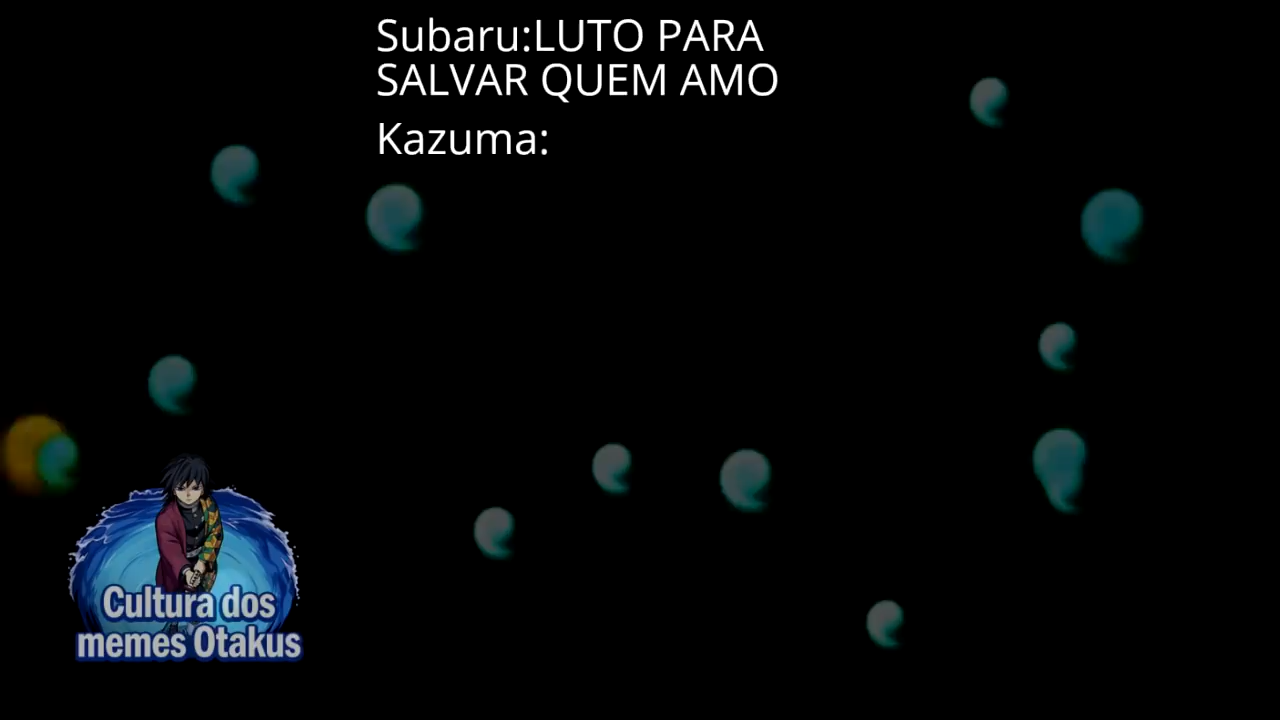 Subaru:LUTO PARA
SALVAR QUEM AMO
Kazuma:
Cultura dos
memes Otakus